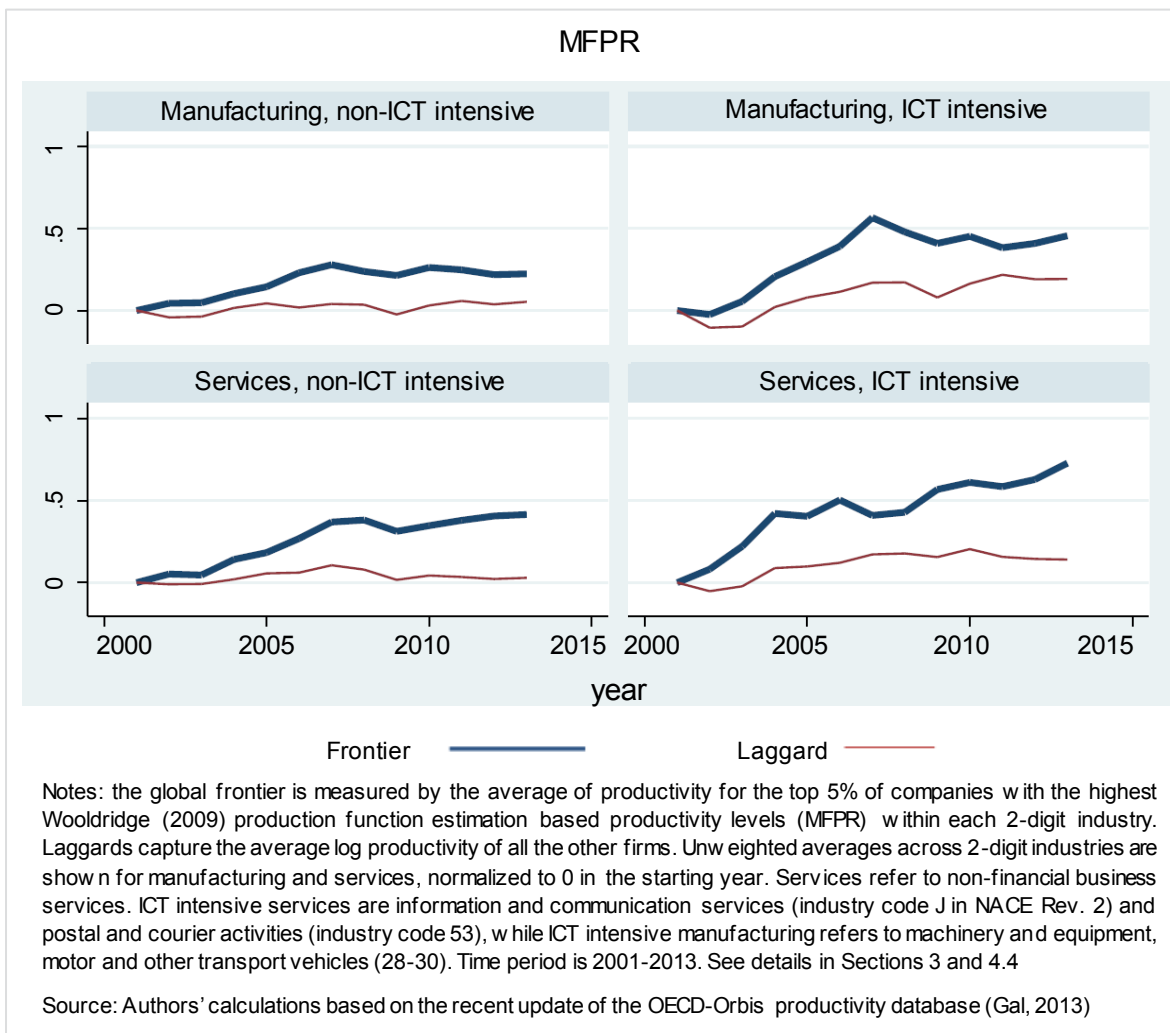 MFPR
Manufacturing, non-ICT intensive
Manufacturing, ICT intensive
1
.5
0
Services, non-ICT intensive
Services, ICT intensive
1
.5
0
2000 2005 2010 2015
2000 2005 2010 2015
year
Frontier Laggard
Notes: the global frontier is measured by the average of productivity for the top 5% of companies with the highest
Wooldridge (2009) production function estimation based productivity levels (MFPR) within each 2-digit industry.
Laggards capture the average log productivity of all the other firms. Unweighted averages across 2-digit industries are
shown for manufacturing and services, normalized to 0 in the starting year. Services refer to non-financial business
services. ICT intensive services are information and communication services (industry code J in NACE Rev. 2) and
postal and courier activities (industry code 53), while ICT intensive manufacturing refers to machinery and equipment,
motor and other transport vehicles (28-30). Time period is 2001-2013. See details in Sections 3 and 4.4
Source: Authors’ calculations based on the recent update of the OECD-Orbis productivity database (Gal, 2013)